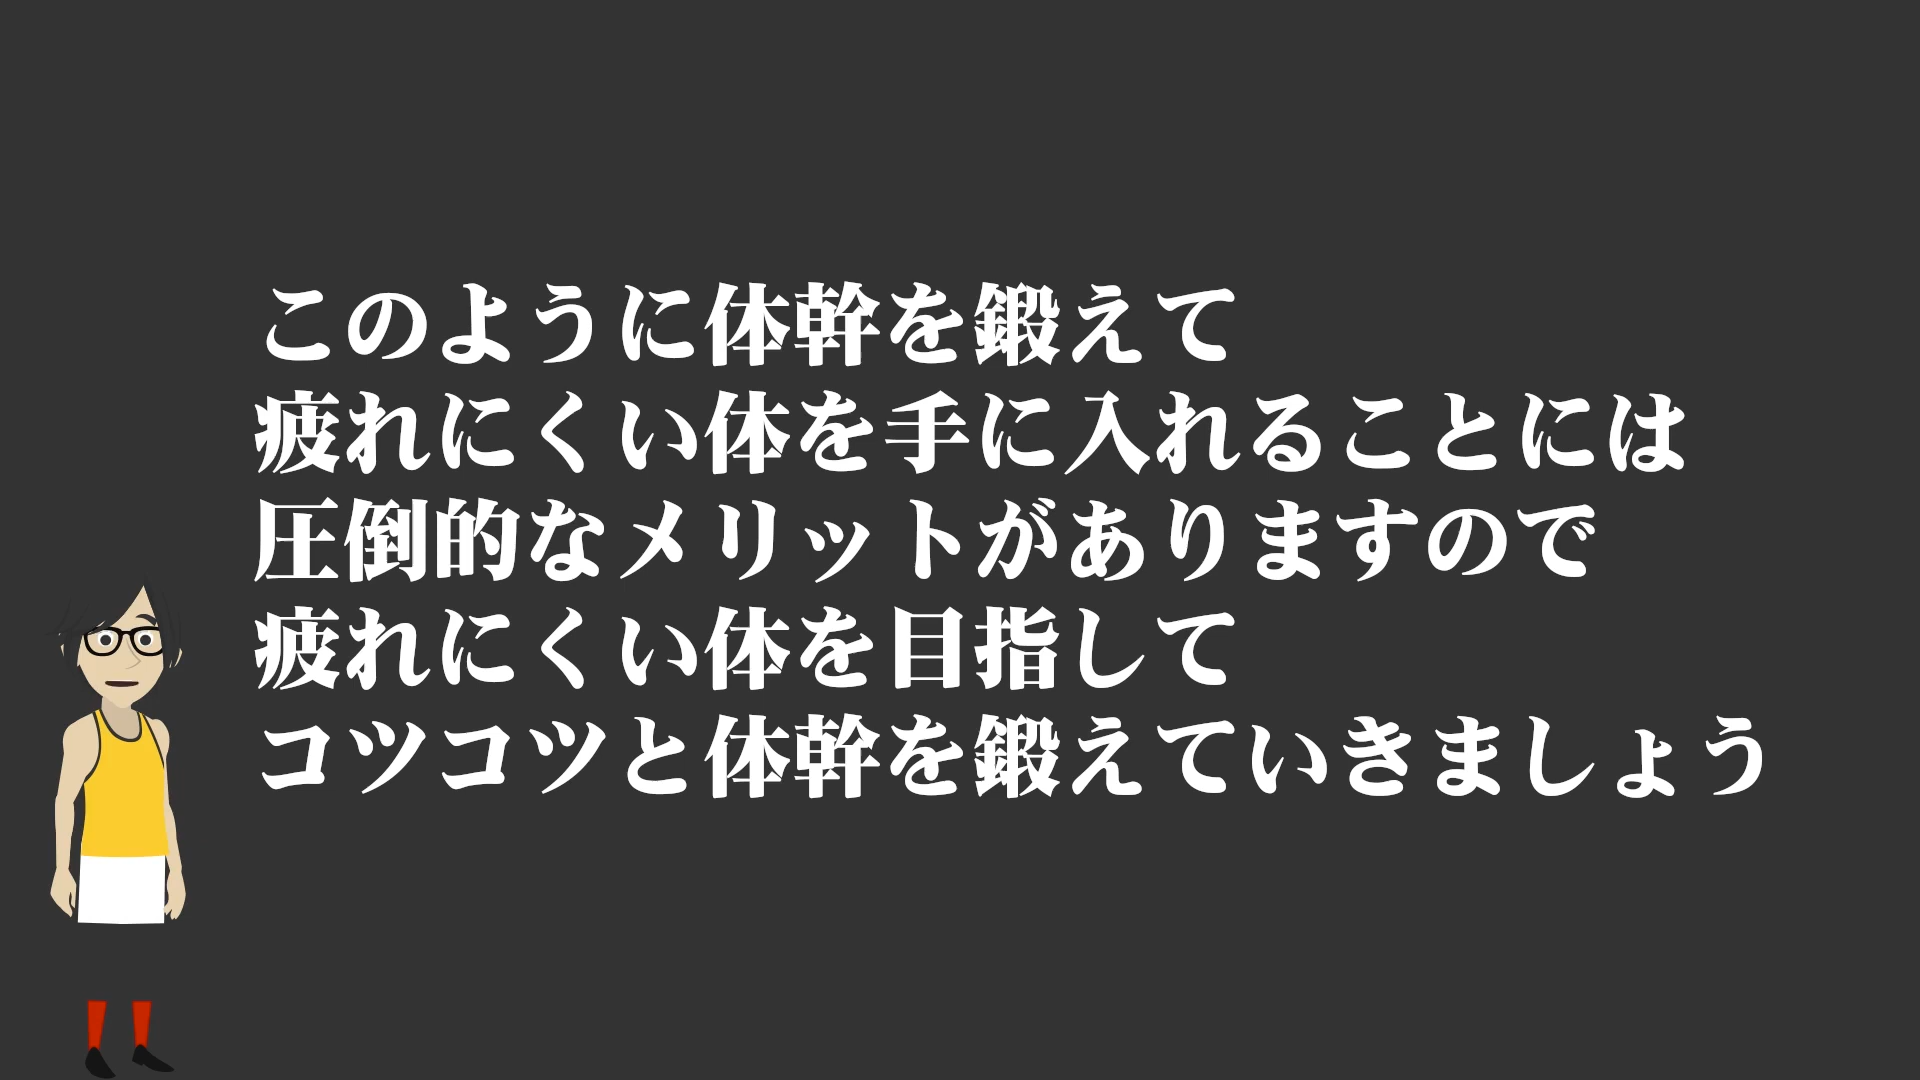 このように体幹を鍛えて
疲れにくい体を手に入れることには
圧倒的なメリットがありますので
疲れにくい体を目指して
コツコツと体幹を鍛えていきましょう